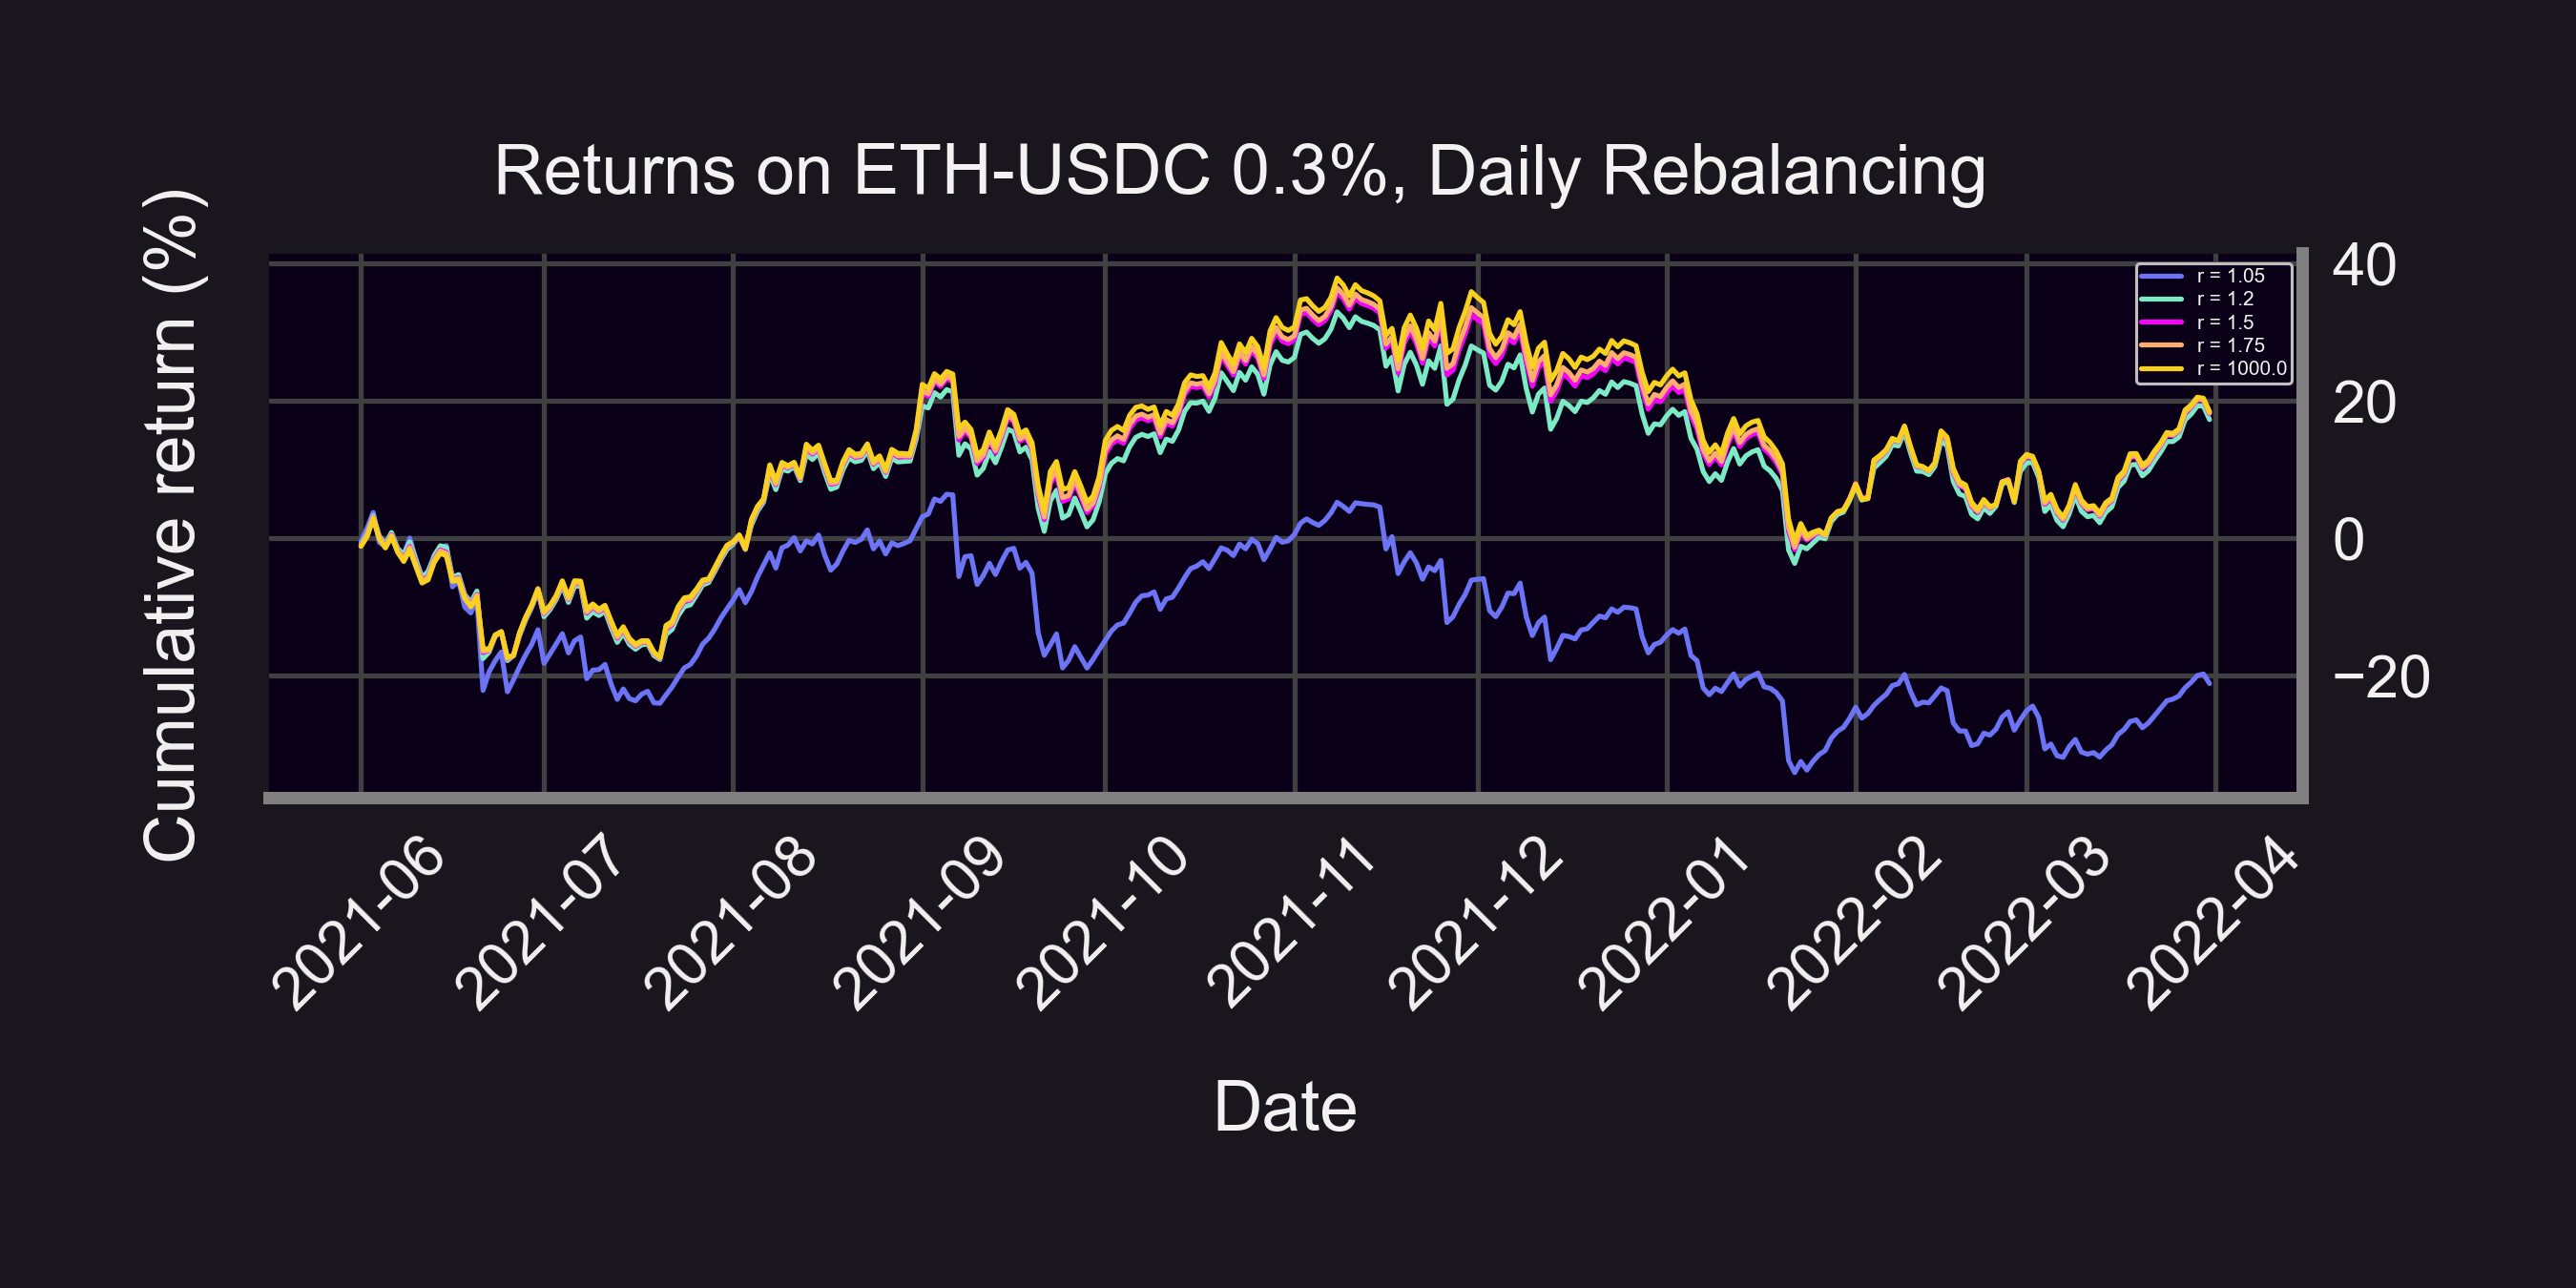 Returns on ETH-USDC 0.3%, Daily Rebalancing
Cumulative return (%)
40
20
0
−20
r = 1.05
r = 1.2
r = 1.5
r = 1.75
r = 1000.0
2021-06
2021-07
2021-08
2021-09
2021-10
2021-11
2021-12
2022-01
2022-02
2022-03
2022-04
Date